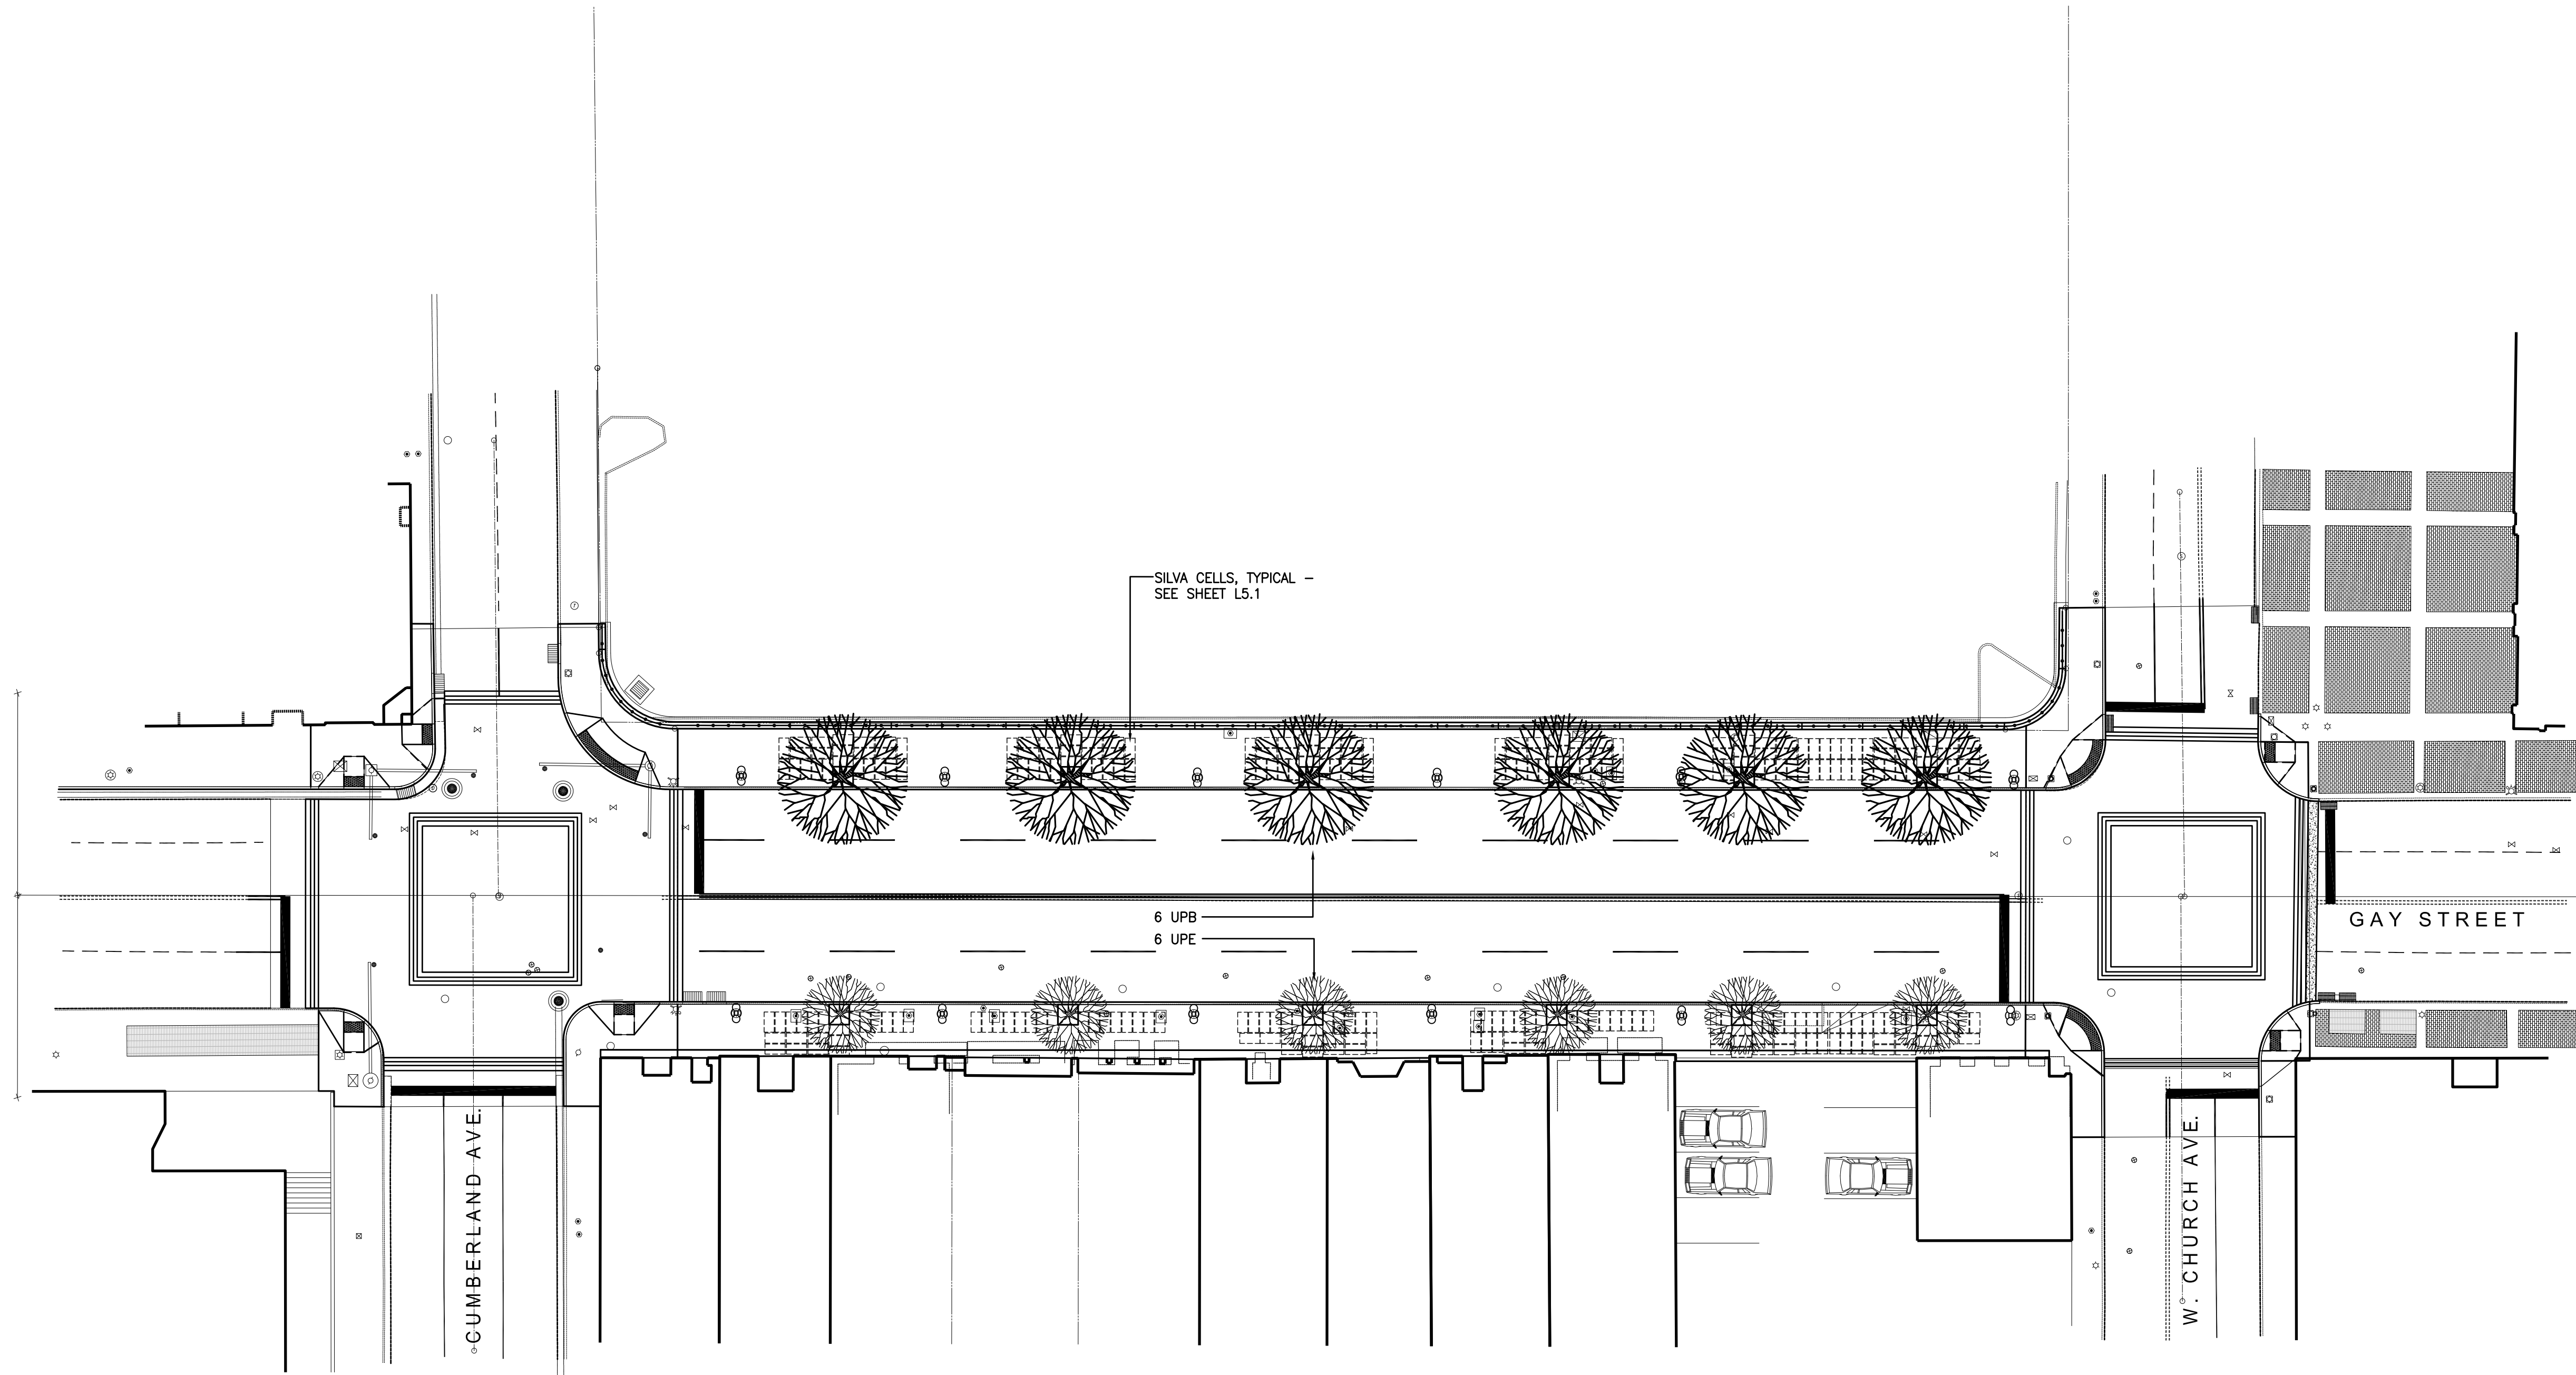 SILVA CELLS, TYPICAL –
SEE SHEET L5.1
6 UPB
6 UPE
GAY STREET
CUMBERLAND AVE.
W. CHURCH AVE.